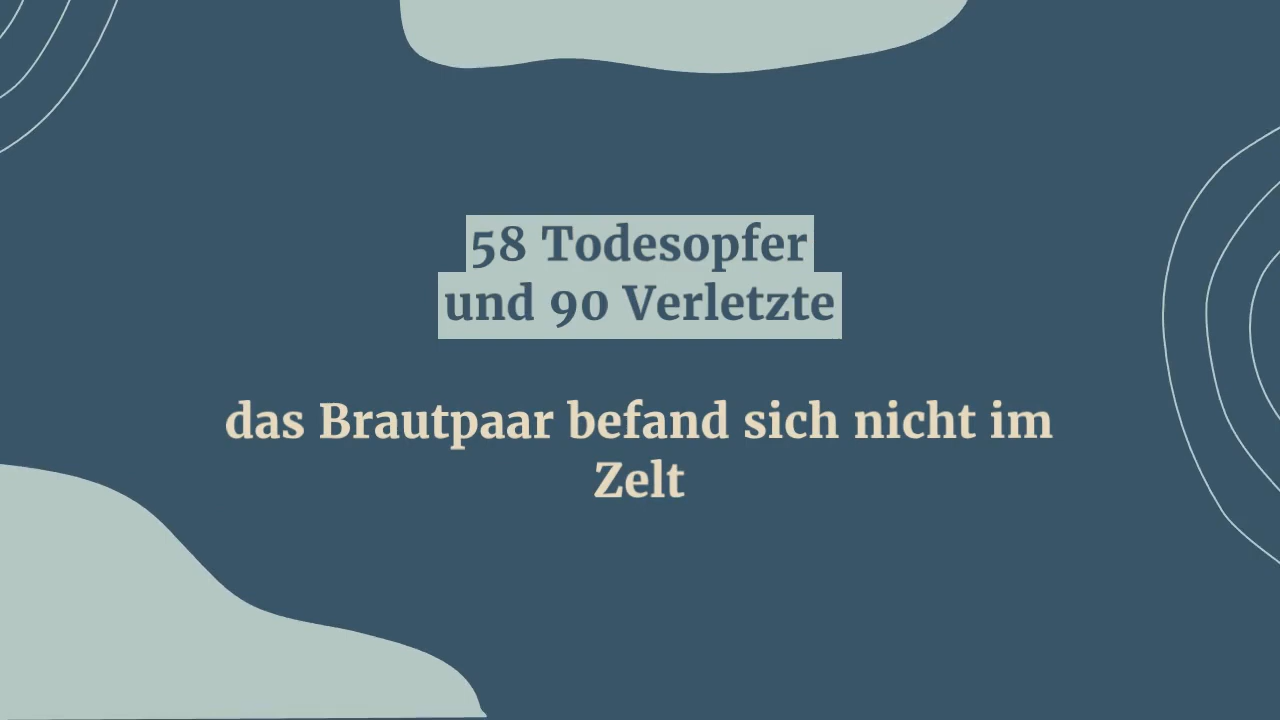 58 Todesopfer
und 90 Verletzte
das Brautpaar befand sich nicht im
Zelt